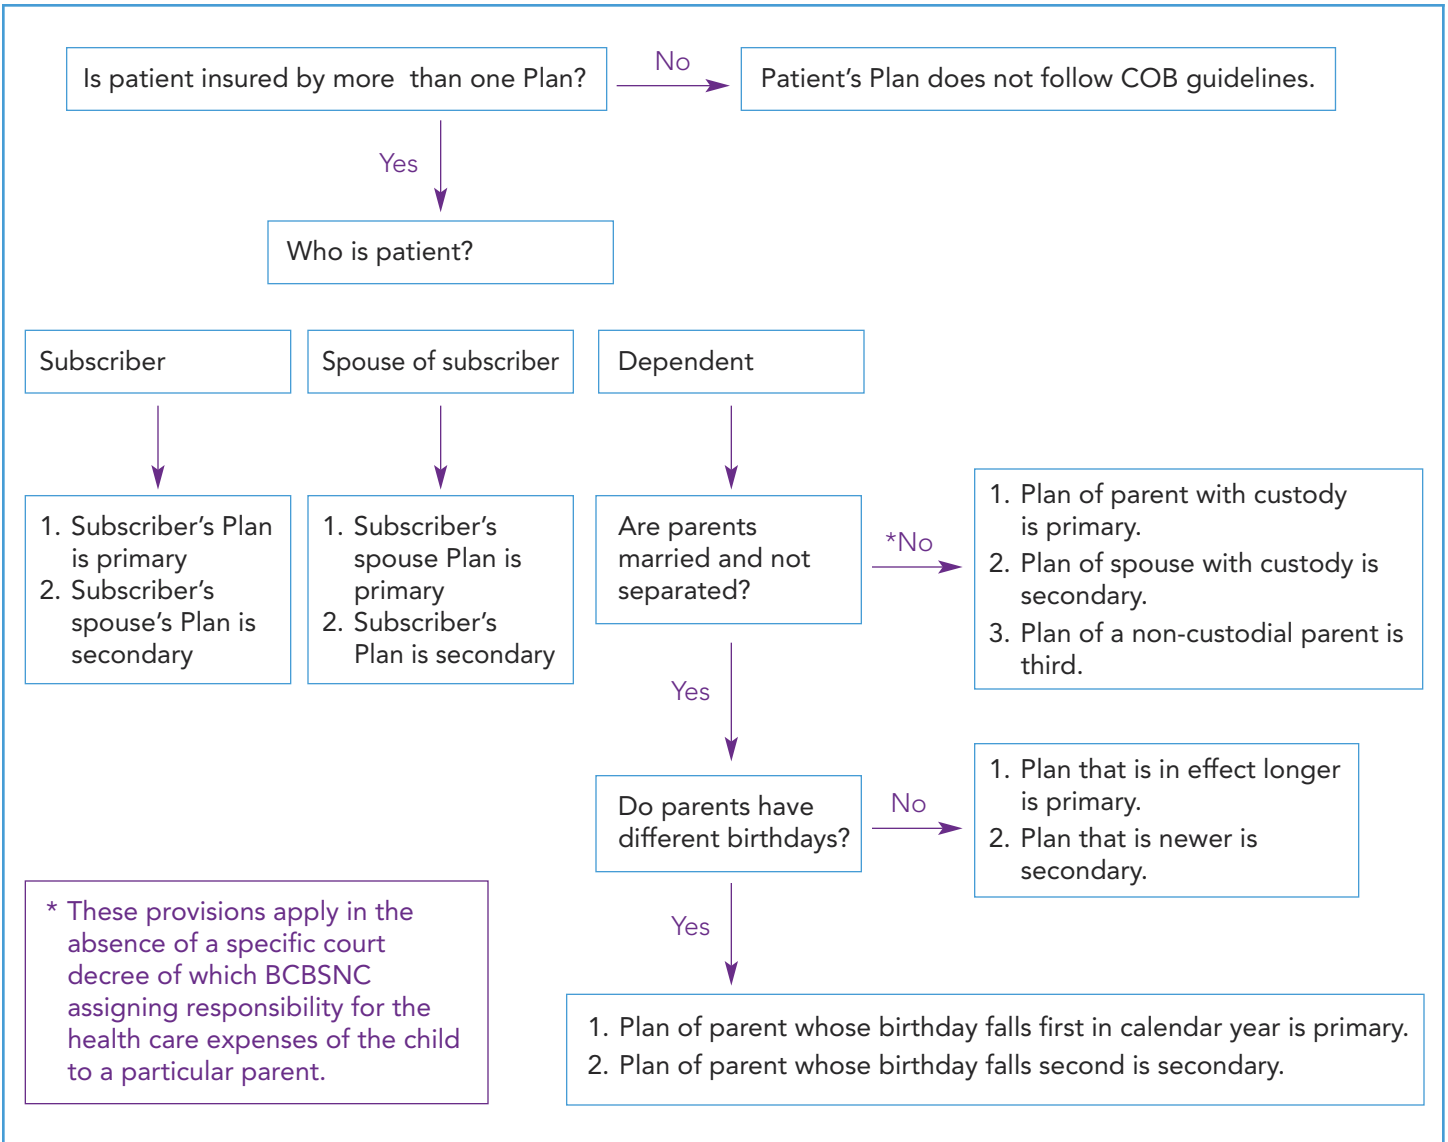 Is patient insured by more than one Plan?
No
Patient's Plan does not follow COB guidelines.
Yes
Who is patient?
Subscriber
Spouse of subscriber
Dependent
1. Subscriber's Plan
is primary
2. Subscriber's
spouse's Plan is
secondary
1. Subscriber's
spouse Plan is
primary
2. Subscriber's
Plan is secondary
Are parents
married and not
separated?
*No
1. Plan of parent with custody
is primary.
2. Plan of spouse with custody is
secondary.
3. Plan of a non-custodial parent is
third.
Yes
Do parents have
different birthdays?
No
1. Plan that is in effect longer
is primary.
2. Plan that is newer is
secondary.
Yes
1. Plan of parent whose birthday falls first in calendar year is primary.
2. Plan of parent whose birthday falls second is secondary.
* These provisions apply in the
absence of a specific court
decree of which BCBSNC
assigning responsibility for the
health care expenses of the child
to a particular parent.